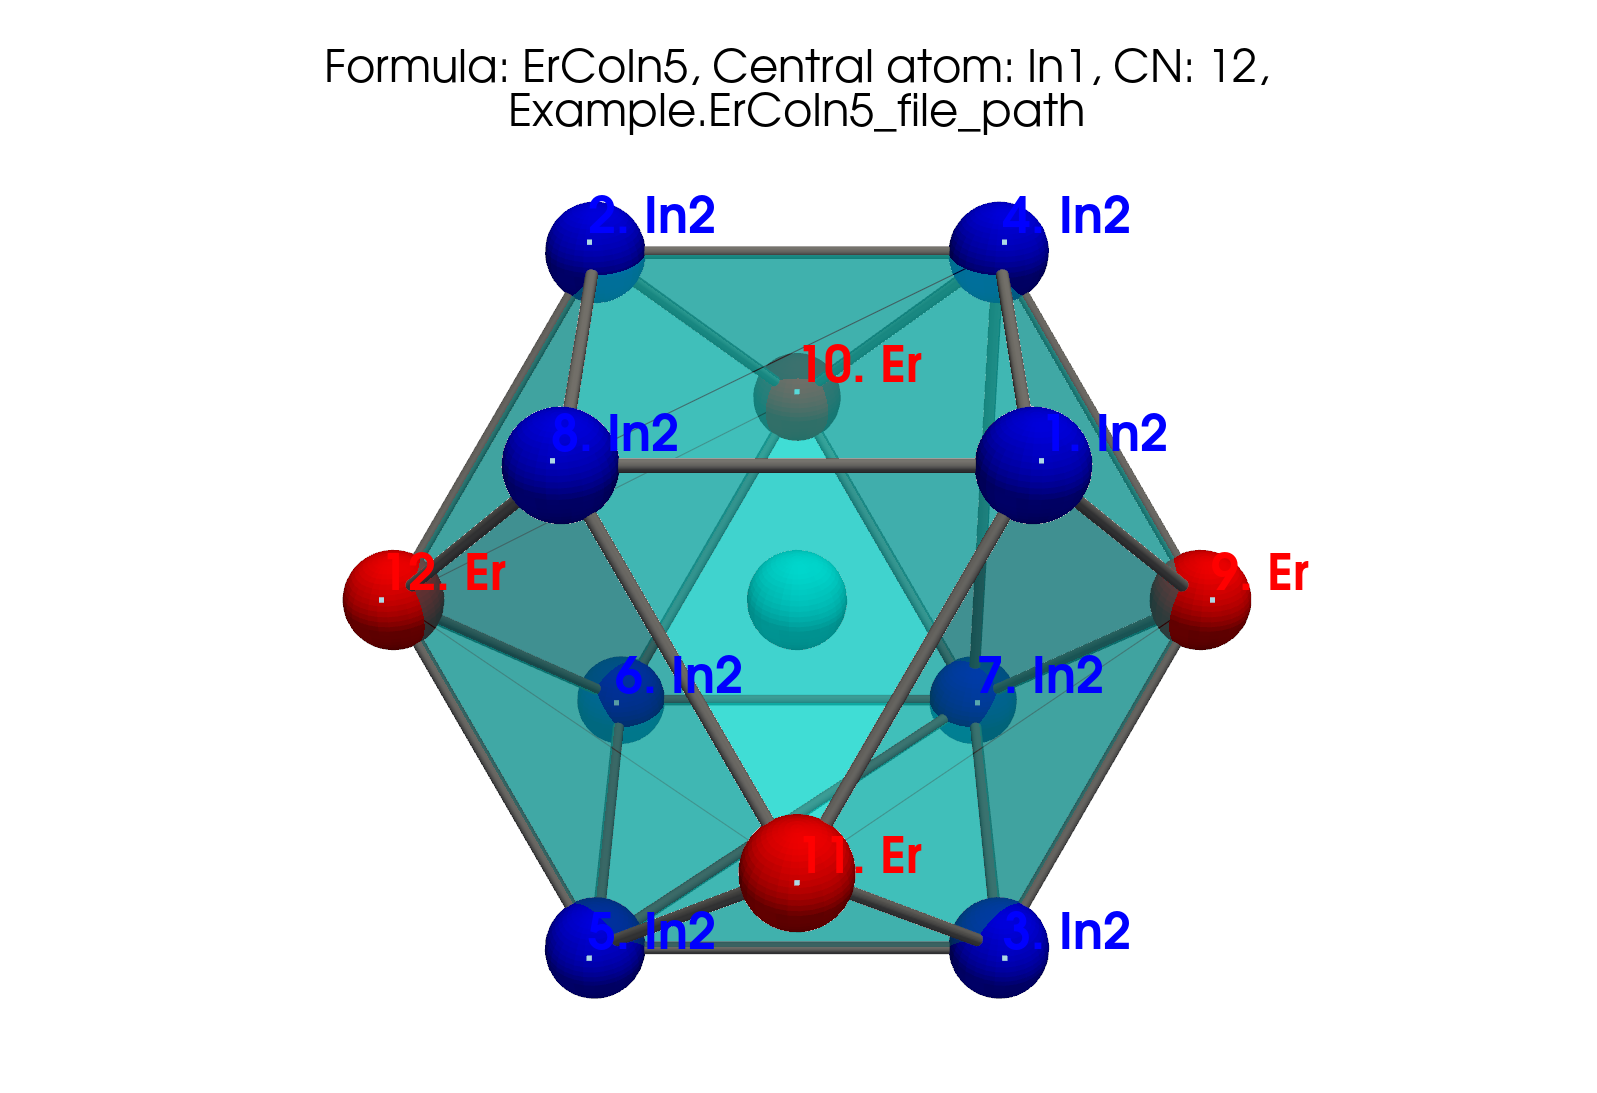 Formula: ErCoIn5, Central atom: In1, CN: 12,
Example.ErCoIn5_file_path
2. In2
4. In2
10. Er
8. In2
1. In2
12. Er
9. Er
6. In2
7. In2
11. Er
5. In2
3. In2